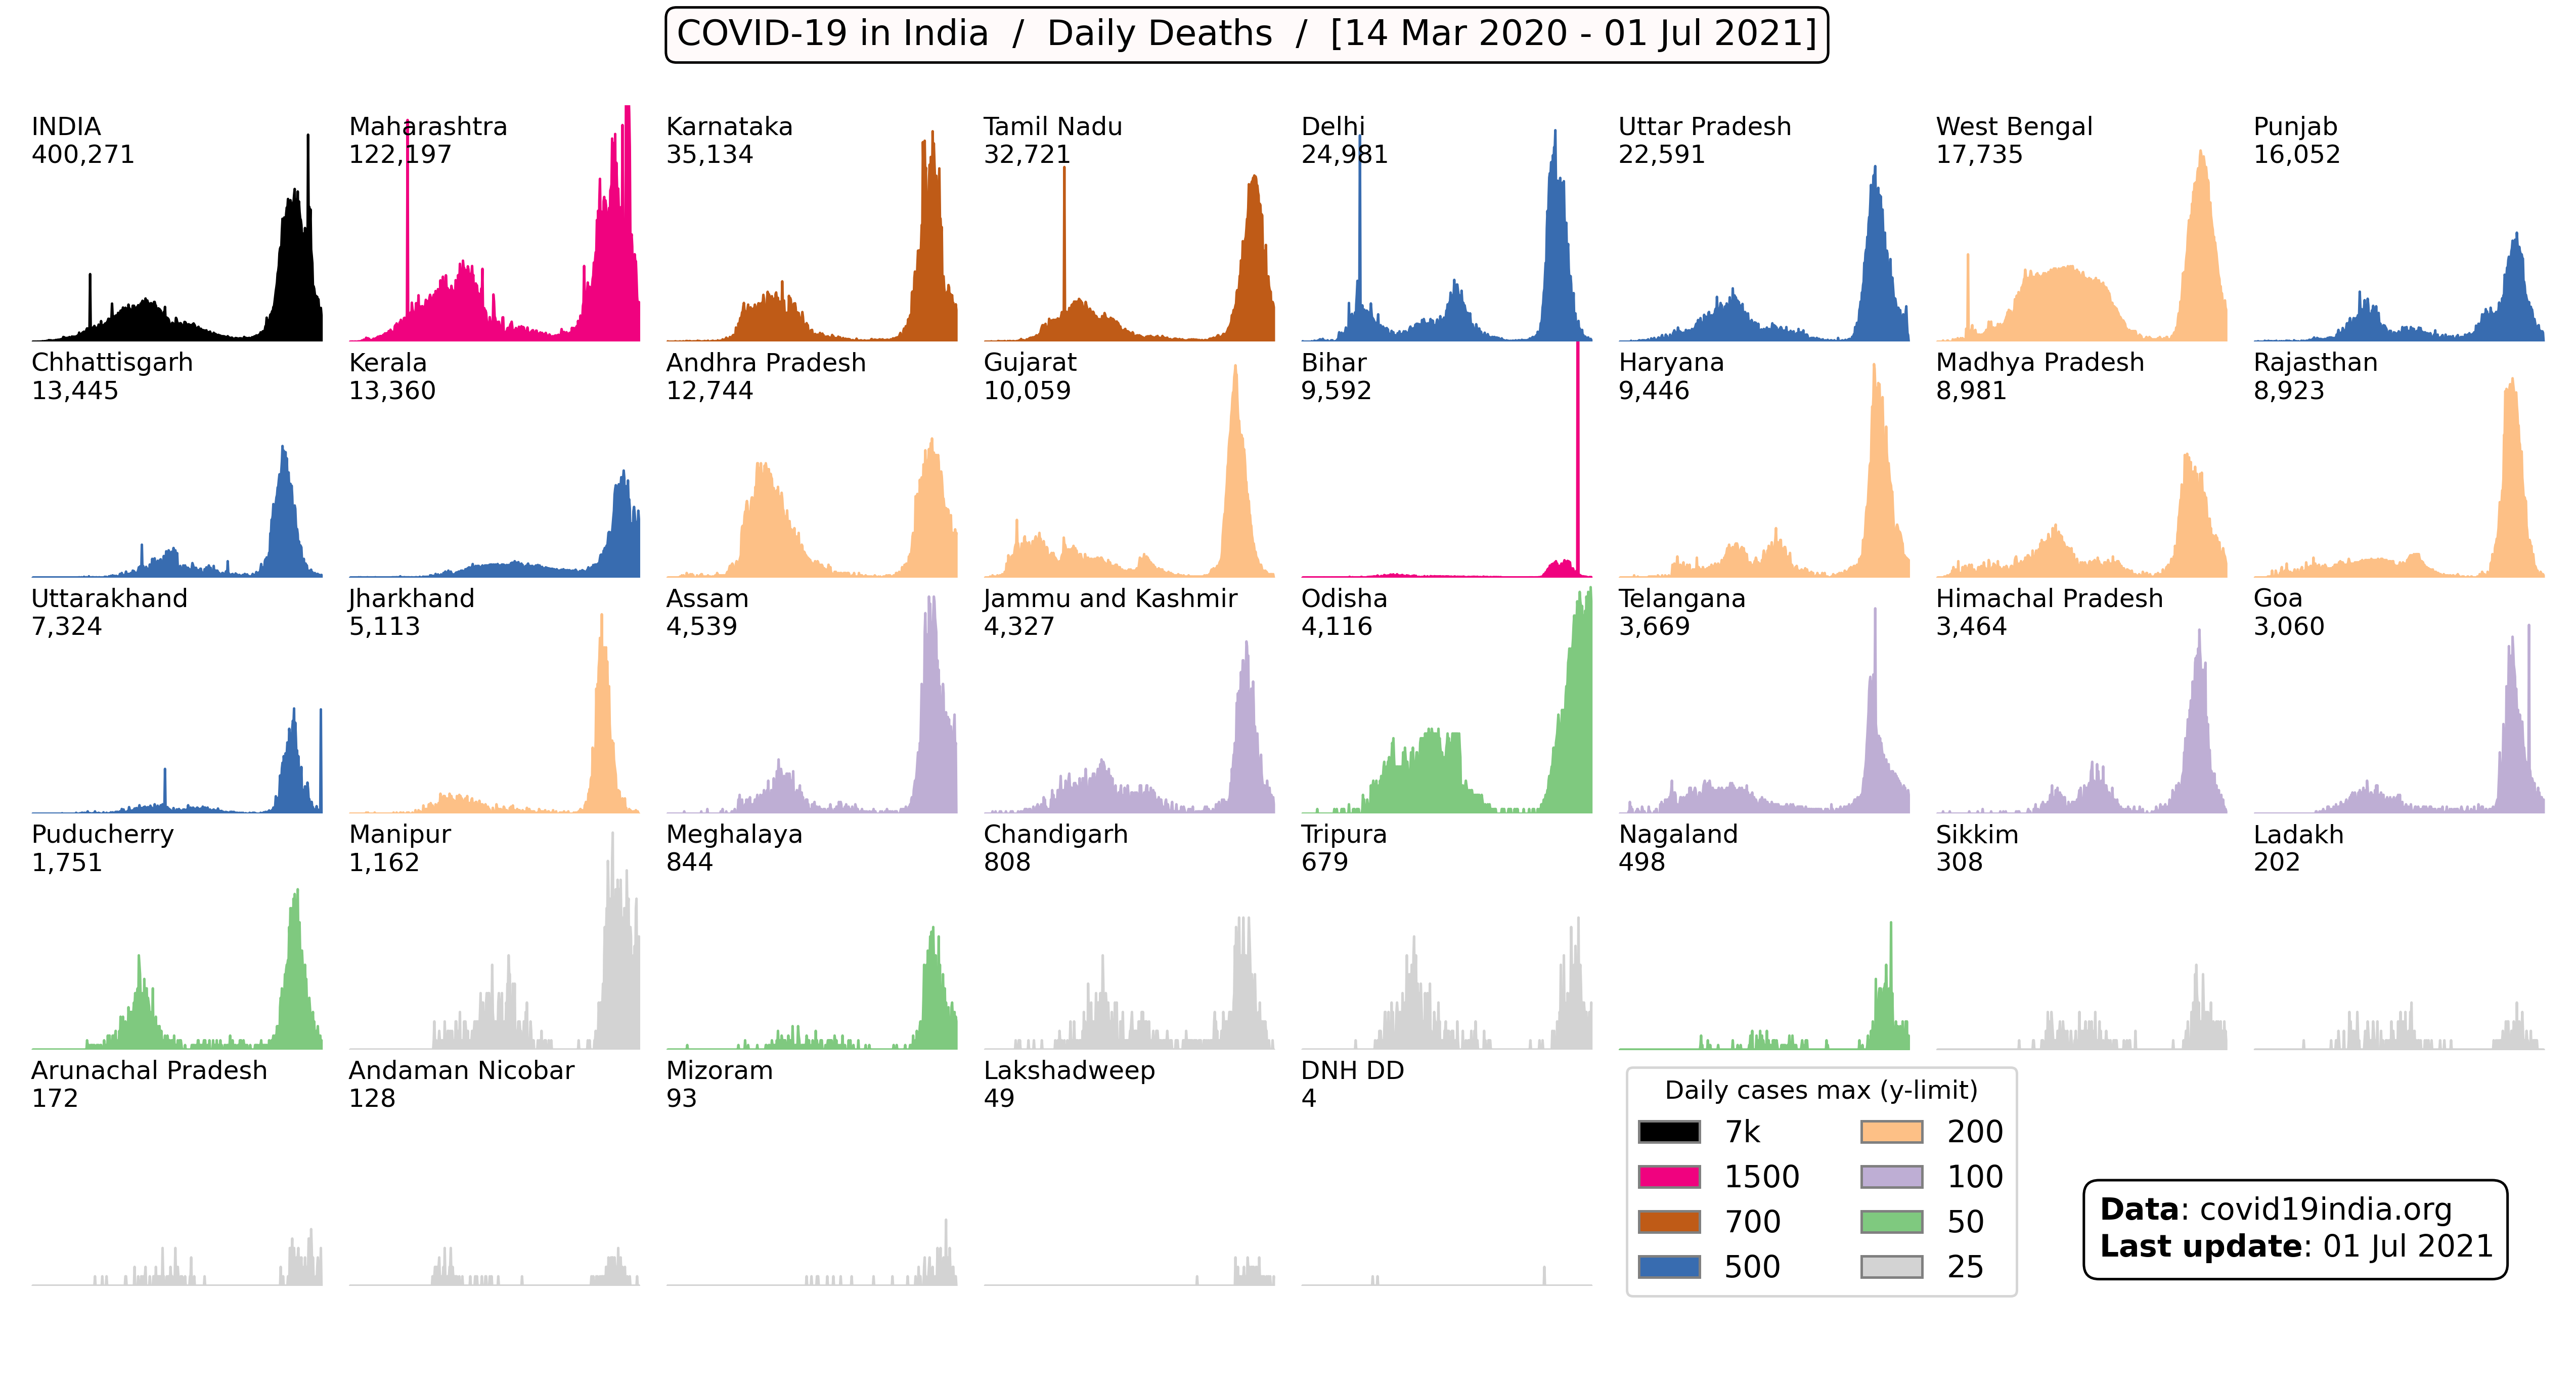 COVID-19 in India / Daily Deaths / [14 Mar 2020 - 01 Jul 2021]
INDIA
400,271
Maharashtra
122,197
Karnataka
35,134
Tamil Nadu
32,721
Delhi
24,981
Uttar Pradesh
22,591
West Bengal
17,735
Punjab
16,052
Chhattisgarh
13,445
Kerala
13,360
Andhra Pradesh
12,744
Gujarat
10,059
Bihar
9,592
Haryana
9,446
Madhya Pradesh
8,981
Rajasthan
8,923
Uttarakhand
7,324
Jharkhand
5,113
Assam
4,539
Jammu and Kashmir
4,327
Odisha
4,116
Telangana
3,669
Himachal Pradesh
3,464
Goa
3,060
Puducherry
1,751
Manipur
1,162
Meghalaya
844
Chandigarh
808
Tripura
679
Nagaland
498
Sikkim
308
Ladakh
202
Arunachal Pradesh
172
Andaman Nicobar
128
Mizoram
93
Lakshadweep
49
DNH DD
4
Daily cases max (y-limit)
7k
1500
700
500
200
100
50
25
Data: covid19india.org
Last update: 01 Jul 2021